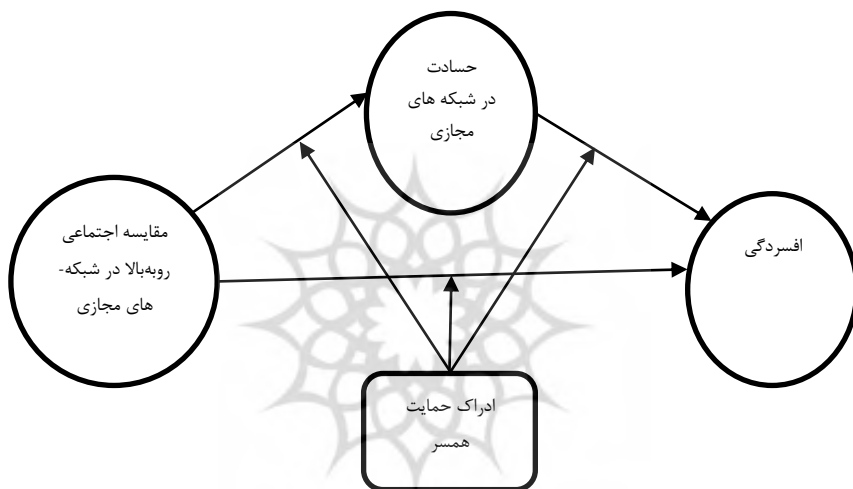 حسادت
در شبکه های
مجازی
مقایسه اجتماعی
روبه‌بالا در شبکه-
های مجازی
افسردگی
ادراک حمایت
همسر